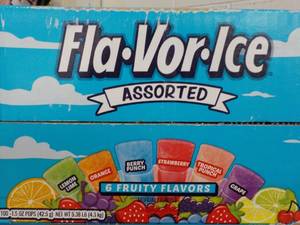 Fla·Vor·Ice
ASSORTED
LEMON LIME
ORANGE
BERRY PUNCH
STRAWBERRY
TROPICAL PUNCH
GRAPE
6 FRUITY FLAVORS
100 -1.5 OZ POPS (42.5 g) NET WT 9.38 LB (4.3 kg)